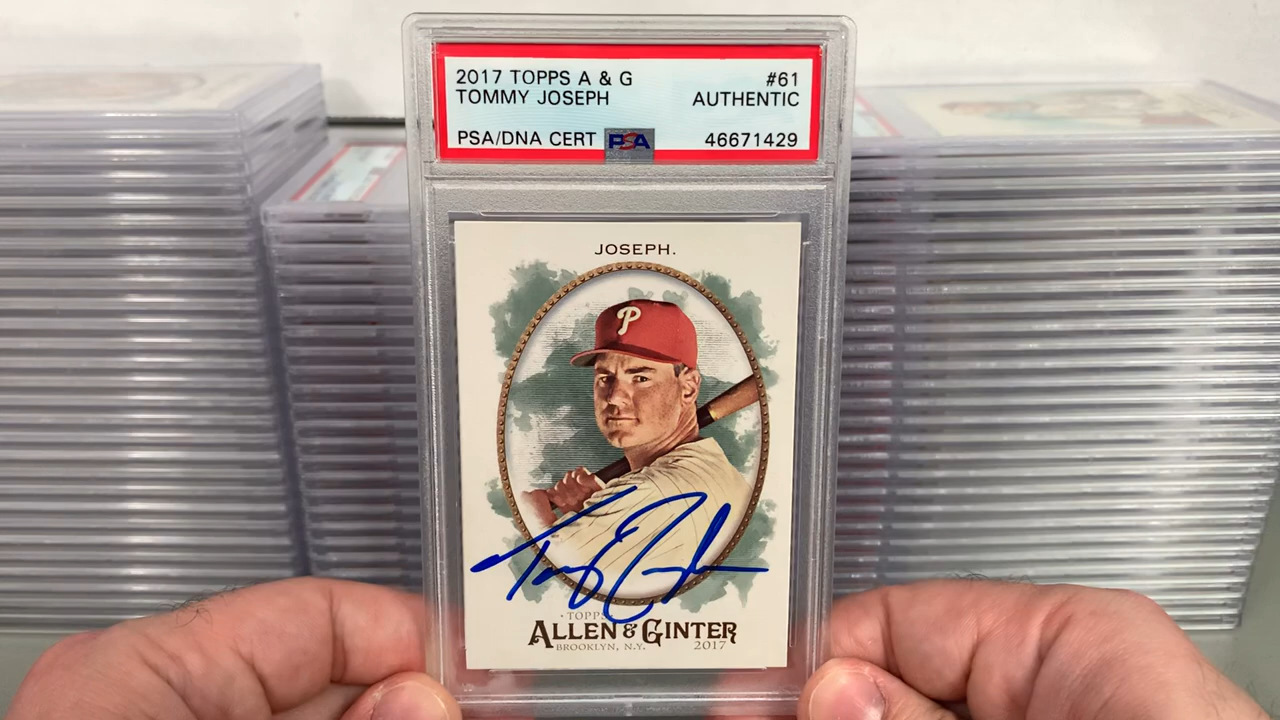 2017 TOPPS A & G #61
TOMMY JOSEPH AUTHENTIC
PSA/DNA CERT PSA 46671429
JOSEPH.
P
· TOPPS
ALLEN & GINTER
BROOKLYN, N.Y. 2017